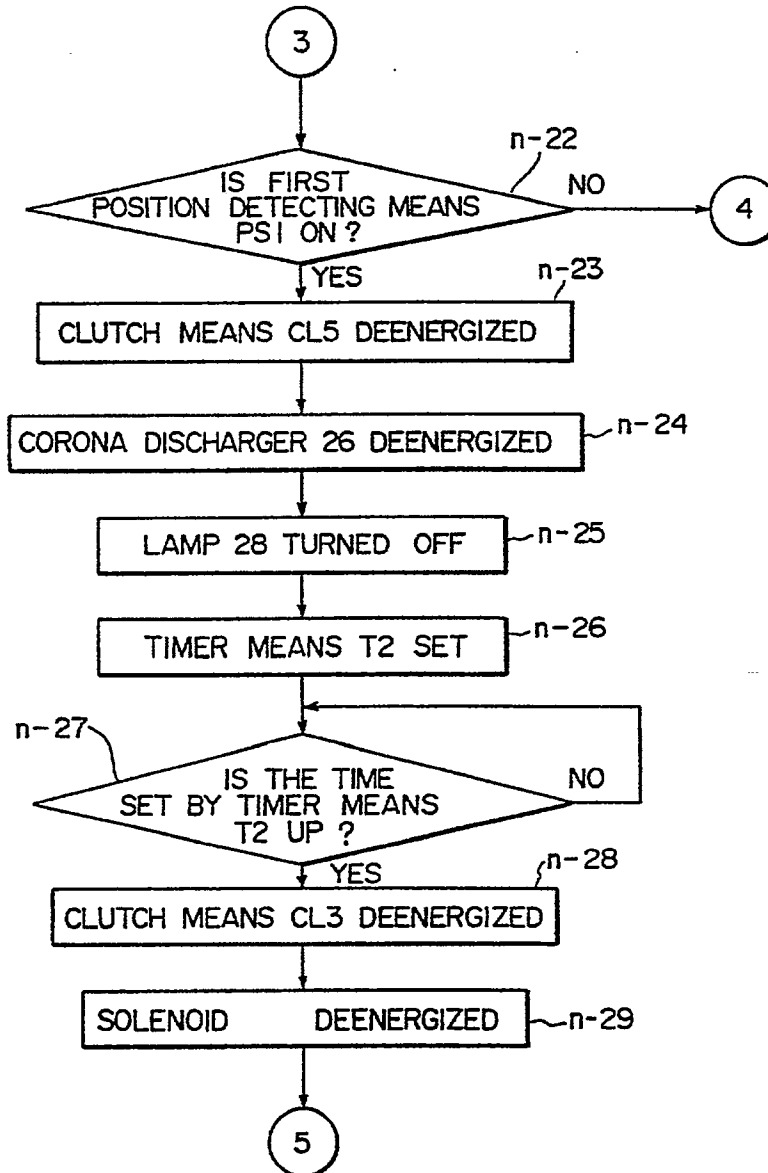 3
n-22
IS FIRST
POSITION DETECTING MEANS
PS1 ON?
NO
4
YES
n-23
CLUTCH MEANS CL5 DEENERGIZED
CORONA DISCHARGER 26 DEENERGIZED
n-24
LAMP 28 TURNED OFF
n-25
TIMER MEANS T2 SET
n-26
n-27
IS THE TIME
SET BY TIMER MEANS
T2 UP ?
NO
YES
n-28
CLUTCH MEANS CL3 DEENERGIZED
SOLENOID DEENERGIZED
n-29
5